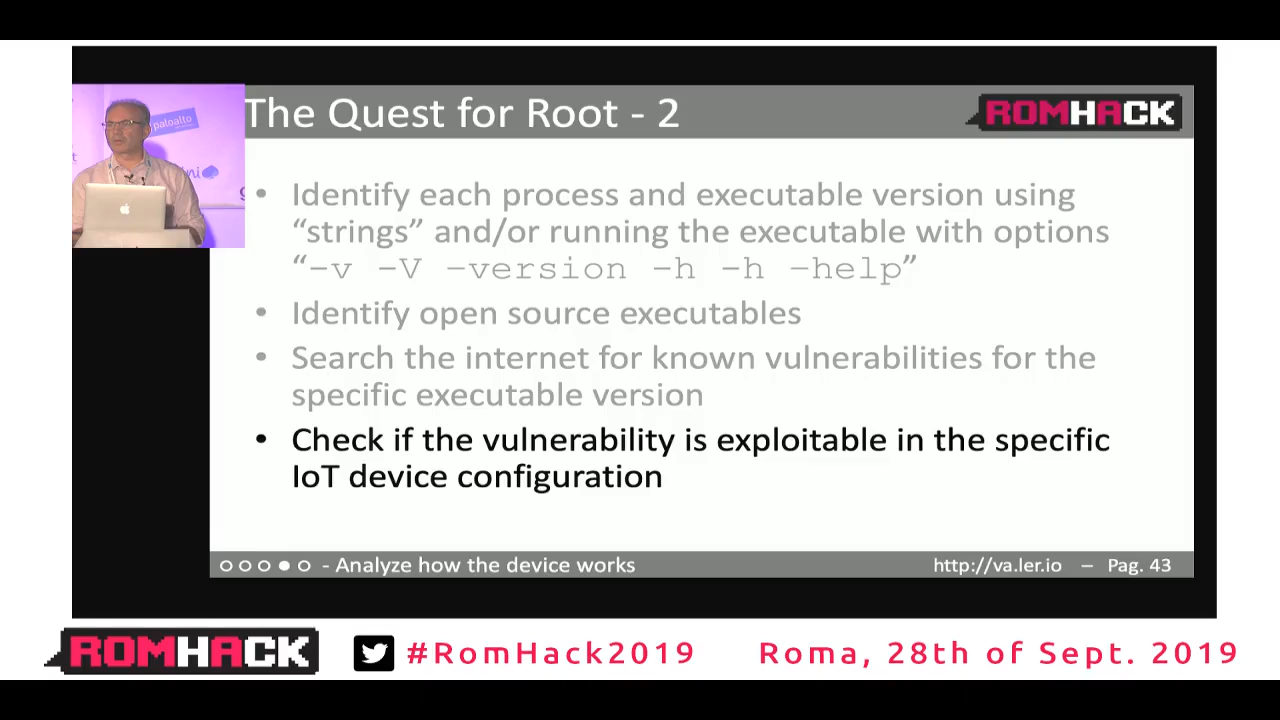 The Quest for Root - 2
ROMHACK
paloalto
• Identify each process and executable version using
“strings” and/or running the executable with options
“–v –V –version –h –h –help”
• Identify open source executables
• Search the internet for known vulnerabilities for the
specific executable version
• Check if the vulnerability is exploitable in the specific
IoT device configuration
- Analyze how the device works
http://va.ler.io – Pag. 43
ROMHACK
#RomHack2019
Roma, 28th of Sept. 2019